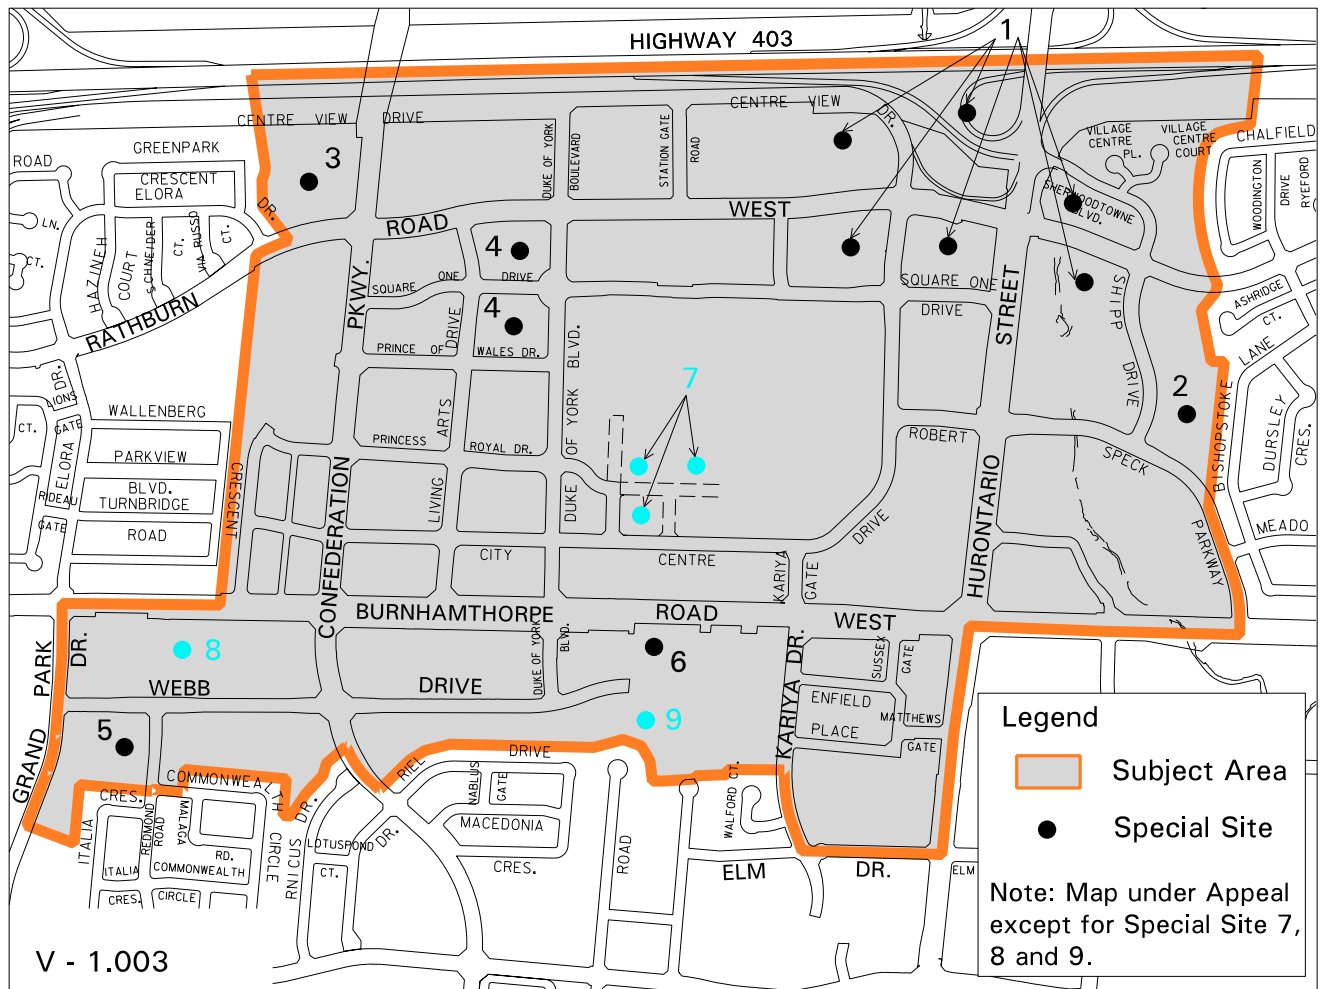 HIGHWAY 403
1
CENTRE VIEW DRIVE
CENTRE VIEW DR.
DUKE OF YORK
BOULEVARD
STATION GATE
ROAD
VILLAGE
CENTRE
PL.
VILLAGE
CENTRE
COURT
CHALFIELD
ROAD
GREENPARK
CRESCENT
ELORA
3
DR.
ROAD
WEST
SHERWOODTOWNE
BLVD.
WOODINGTON
DRIVE
RYEFORD
LN.
CT.
HAZINEH
COURT
SCHNEIDER
CT.
VIA RUSSO
CT.
RATHBURN
PKWY.
4
SQUARE ONE DRIVE
SQUARE ONE
DRIVE
STREET
SHIPP
DRIVE
ASHRIDGE
CT.
LANE
4
DRIVE
PRINCE OF WALES DR.
OF YORK BLVD.
7
2
DR.
LIONS
GATE
CT.
ELORA
WALLENBERG
PARKVIEW
BLVD.
TURNBRIDGE
ROAD
RIDEAU
GATE
CRESCENT
ARTS
PRINCESS ROYAL DR.
LIVING
DUKE
CONFEDERATION
ROBERT
SPECK
PARKWAY
BISHOPSTOKE
DURSLEY
CRES.
MEADO
HURONTARIO
DRIVE
CITY CENTRE
KARIYA
GATE
BURNHAMTHORPE ROAD WEST
PARK
DR.
8
WEBB DRIVE
DUKE OF YORK
BLVD.
6
9
KARIYA DR.
SUSSEX
GATE
ENFIELD
PLACE
MATTHEWS
GATE
5
GRAND
DRIVE
RIEL
COMMONWEALTH
CIRCLE
CRES.
ITALIA
REDMOND
ROAD
MALAGA
RD.
COMMONWEALTH
CIRCLE
ITALIA
CRES.
DR.
SUCINIRC
LOTUSPOND
CT.
DR.
NABLUS
GATE
MACEDONIA
CRES.
ROAD
WALFORD CT.
ELM DR.
ELM
Legend
Subject Area
Special Site
Note: Map under Appeal
except for Special Site 7,
8 and 9.
V - 1.003